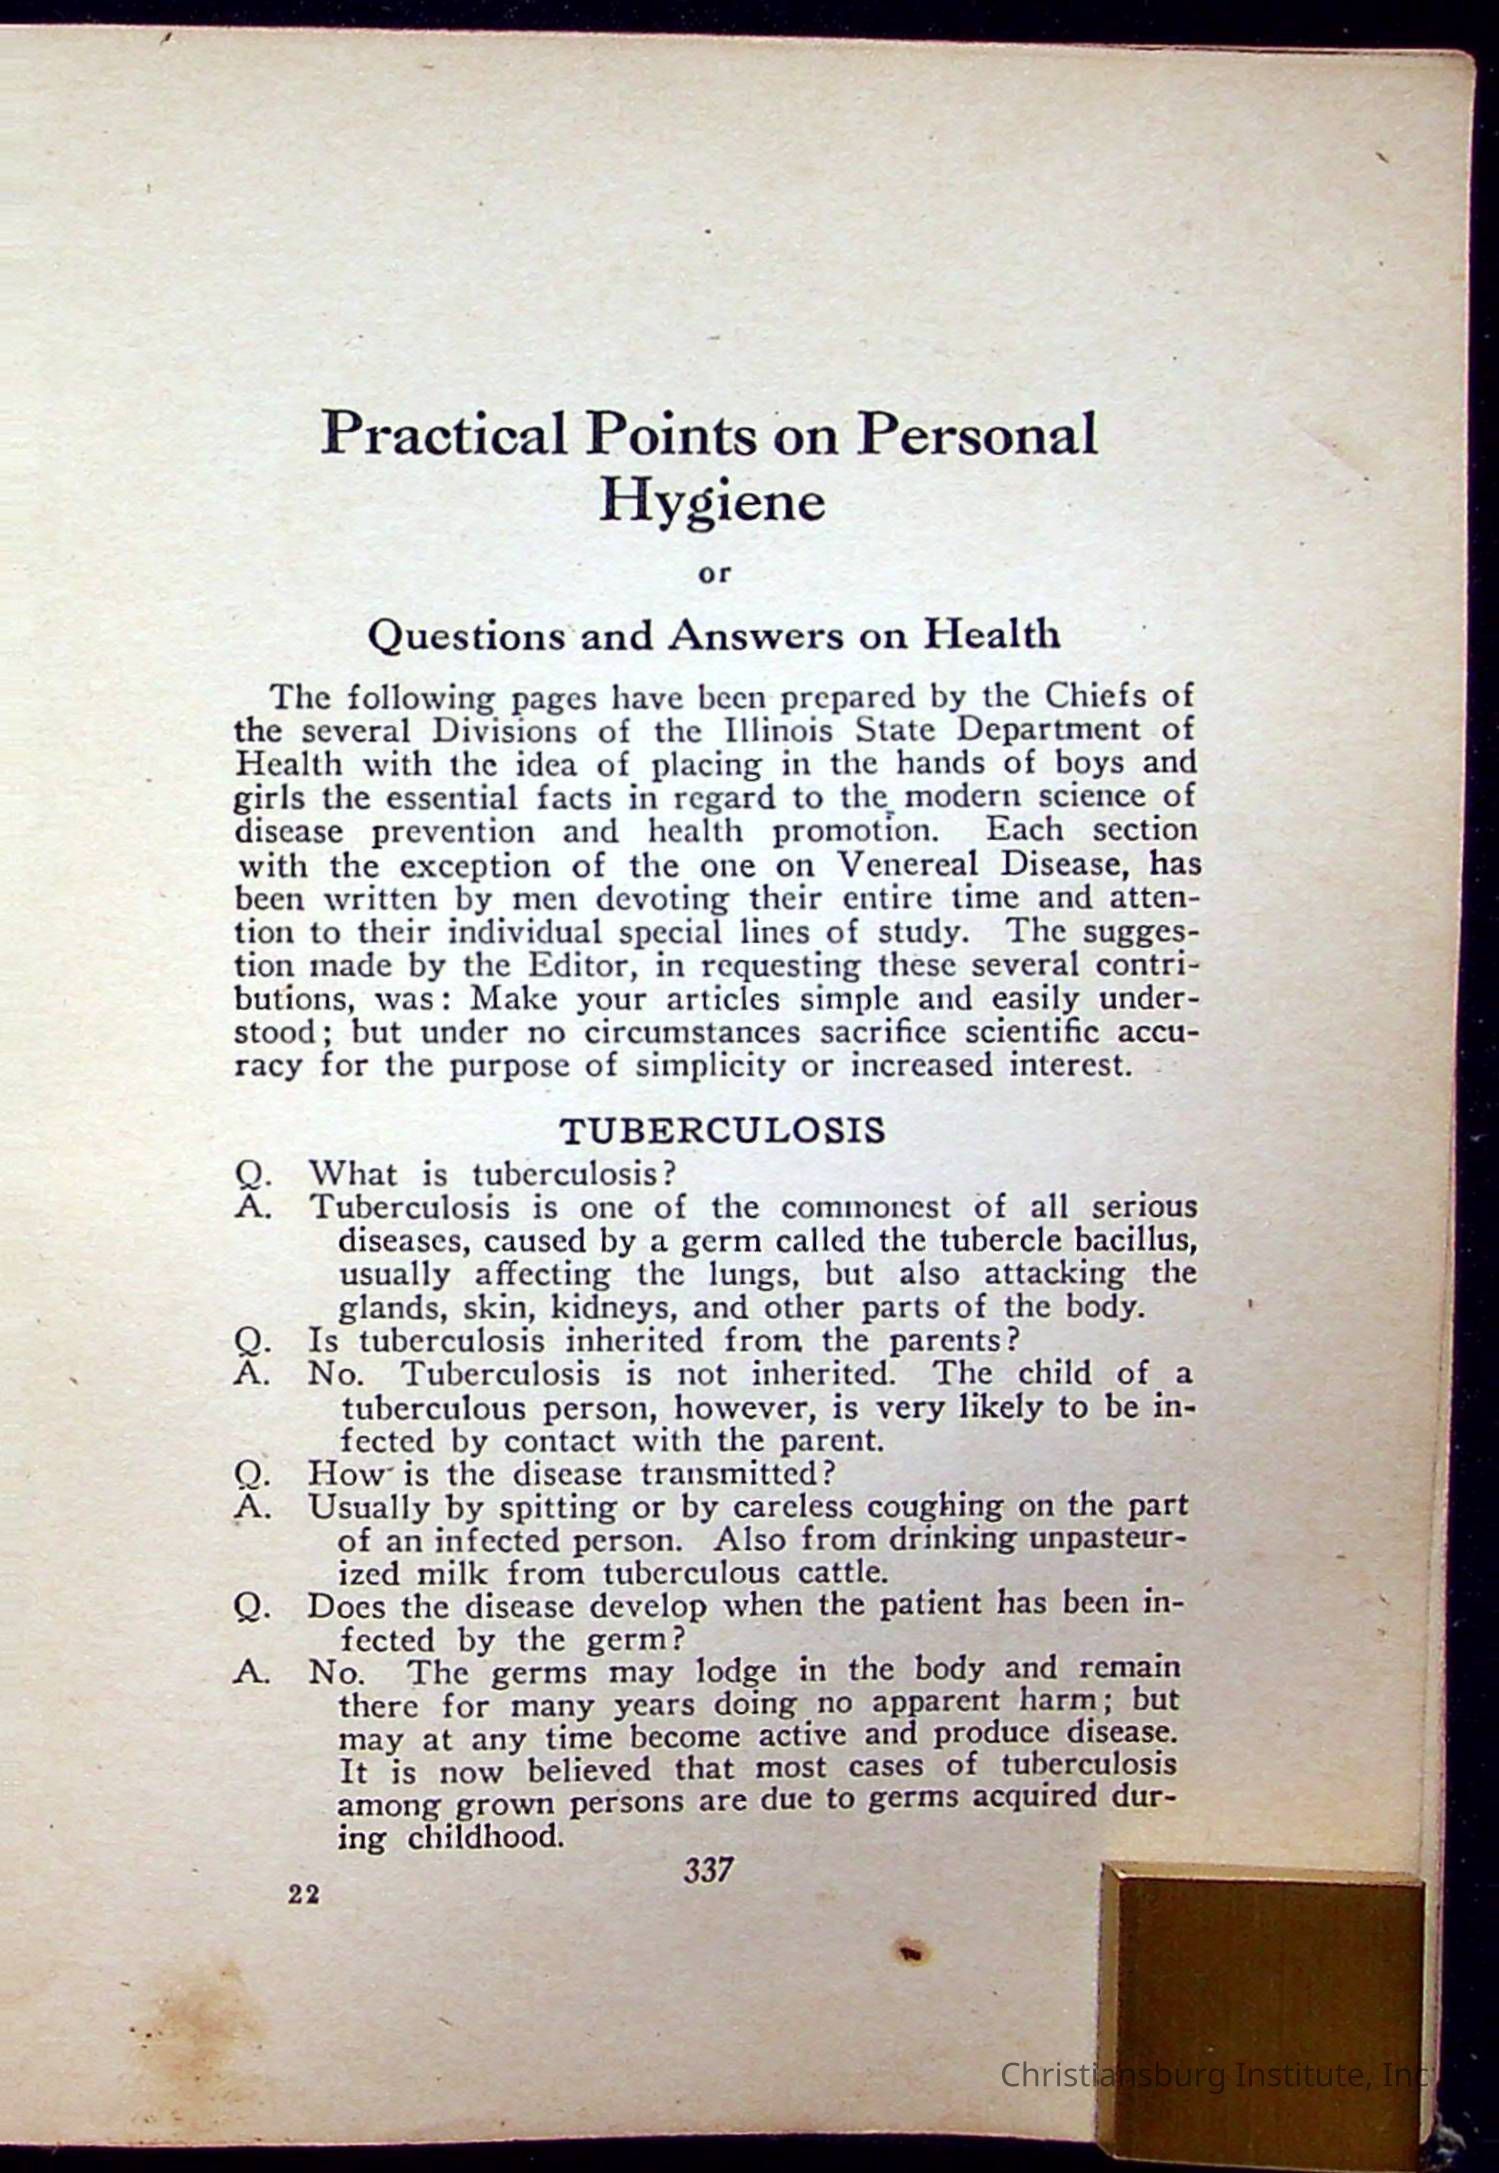 Practical Points on Personal
Hygiene
or
Questions and Answers on Health
The following pages have been prepared by the Chiefs of
the several Divisions of the Illinois State Department of
Health with the idea of placing in the hands of boys and
girls the essential facts in regard to the modern science of
disease prevention and health promotion. Each section
with the exception of the one on Venereal Disease, has
been written by men devoting their entire time and atten-
tion to their individual special lines of study. The sugges-
tion made by the Editor, in requesting these several contri-
butions, was: Make your articles simple and easily under-
stood; but under no circumstances sacrifice scientific accu-
racy for the purpose of simplicity or increased interest.
TUBERCULOSIS
Q. What is tuberculosis?
A. Tuberculosis is one of the commonest of all serious
diseases, caused by a germ called the tubercle bacillus,
usually affecting the lungs, but also attacking the
glands, skin, kidneys, and other parts of the body.
Q. Is tuberculosis inherited from the parents?
A. No. Tuberculosis is not inherited. The child of a
tuberculous person, however, is very likely to be in-
fected by contact with the parent.
Q. How is the disease transmitted?
A. Usually by spitting or by careless coughing on the part
of an infected person. Also from drinking unpasteur-
ized milk from tuberculous cattle.
Q. Does the disease develop when the patient has been in-
fected by the germ?
A. No. The germs may lodge in the body and remain
there for many years doing no apparent harm; but
may at any time become active and produce disease.
It is now believed that most cases of tuberculosis
among grown persons are due to germs acquired dur-
ing childhood.
337
22
Christiansburg Institute, Inc